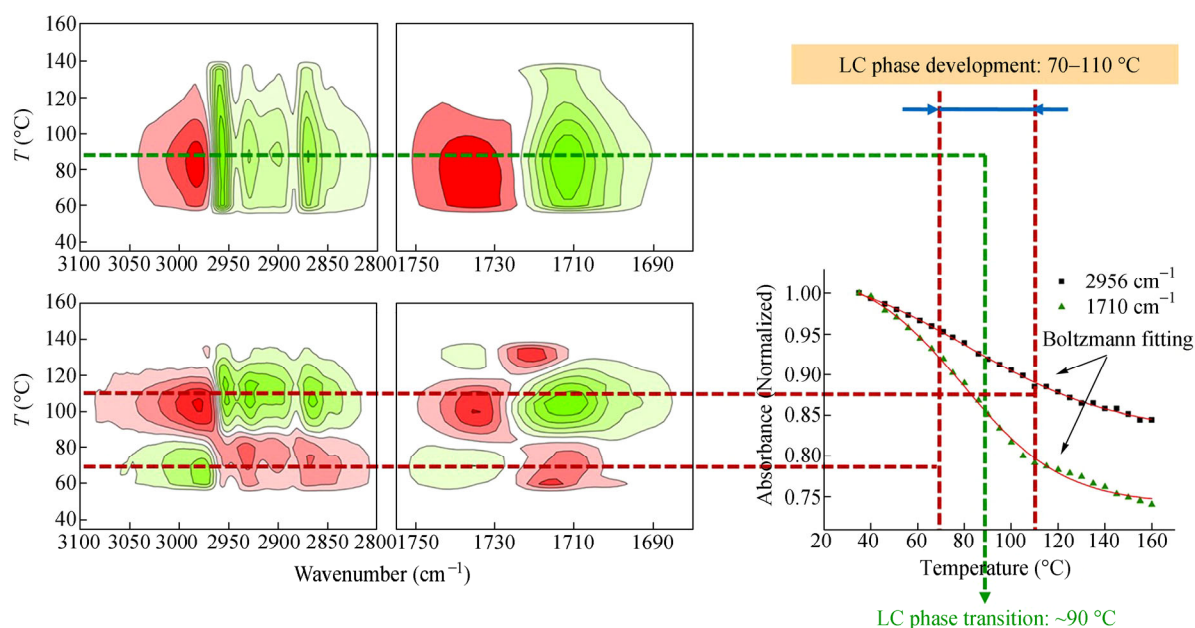 160
140
120
100
80
60
40
T (°C)
3100 3050 3000 2950 2900 2850 2800
1750 1730 1710 1690
160
140
120
100
80
60
40
T (°C)
3100 3050 3000 2950 2900 2850 2800
1750 1730 1710 1690
Wavenumber (cm⁻¹)
LC phase development: 70–110 °C
2956 cm⁻¹
1710 cm⁻¹
Boltzmann fitting
1.00
0.95
0.90
0.85
0.80
0.75
Absorbance (Normalized)
20 40 60 80 100 120 140 160
Temperature (°C)
LC phase transition: ~90 °C